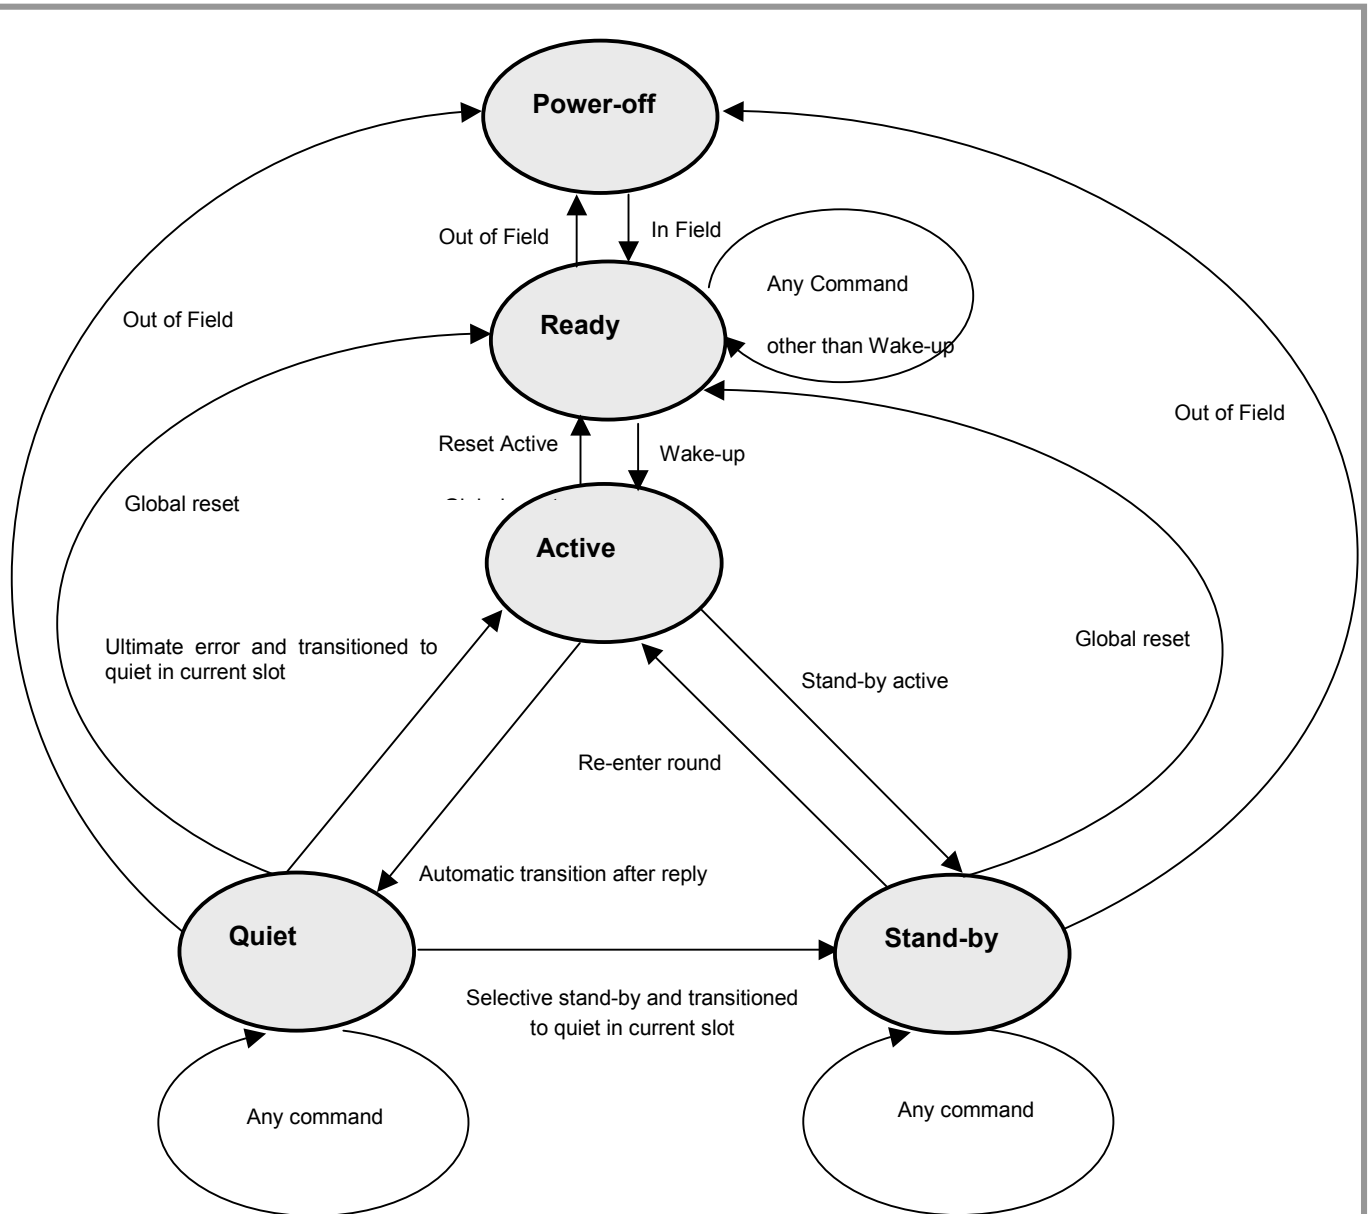 Power-off
Out of Field
In Field
Any Command
Out of Field
Ready
other than Wake-up
Out of Field
Reset Active
Wake-up
Global reset
Active
Ultimate error and transitioned to
quiet in current slot
Global reset
Stand-by active
Re-enter round
Automatic transition after reply
Quiet
Stand-by
Selective stand-by and transitioned
to quiet in current slot
Any command
Any command